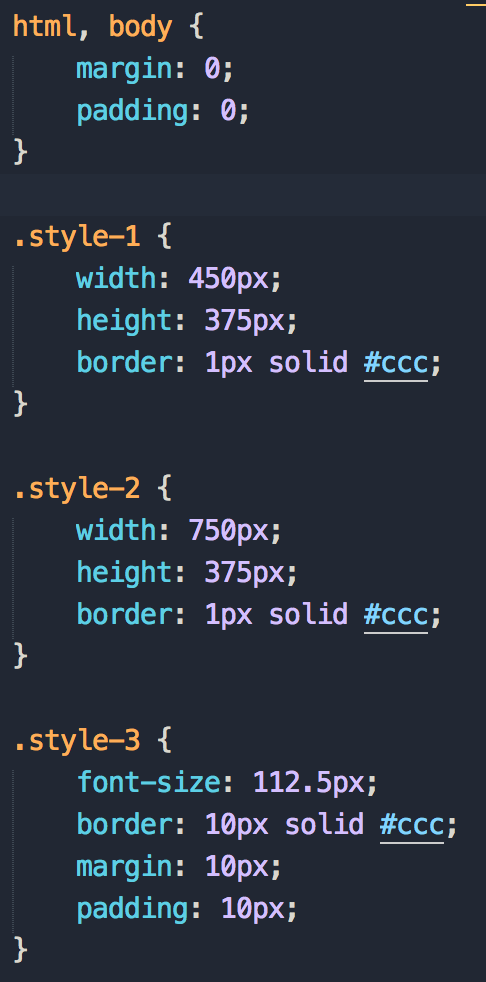 html, body {
    margin: 0;
    padding: 0;
}

.style-1 {
    width: 450px;
    height: 375px;
    border: 1px solid #ccc;
}

.style-2 {
    width: 750px;
    height: 375px;
    border: 1px solid #ccc;
}

.style-3 {
    font-size: 112.5px;
    border: 10px solid #ccc;
    margin: 10px;
    padding: 10px;
}